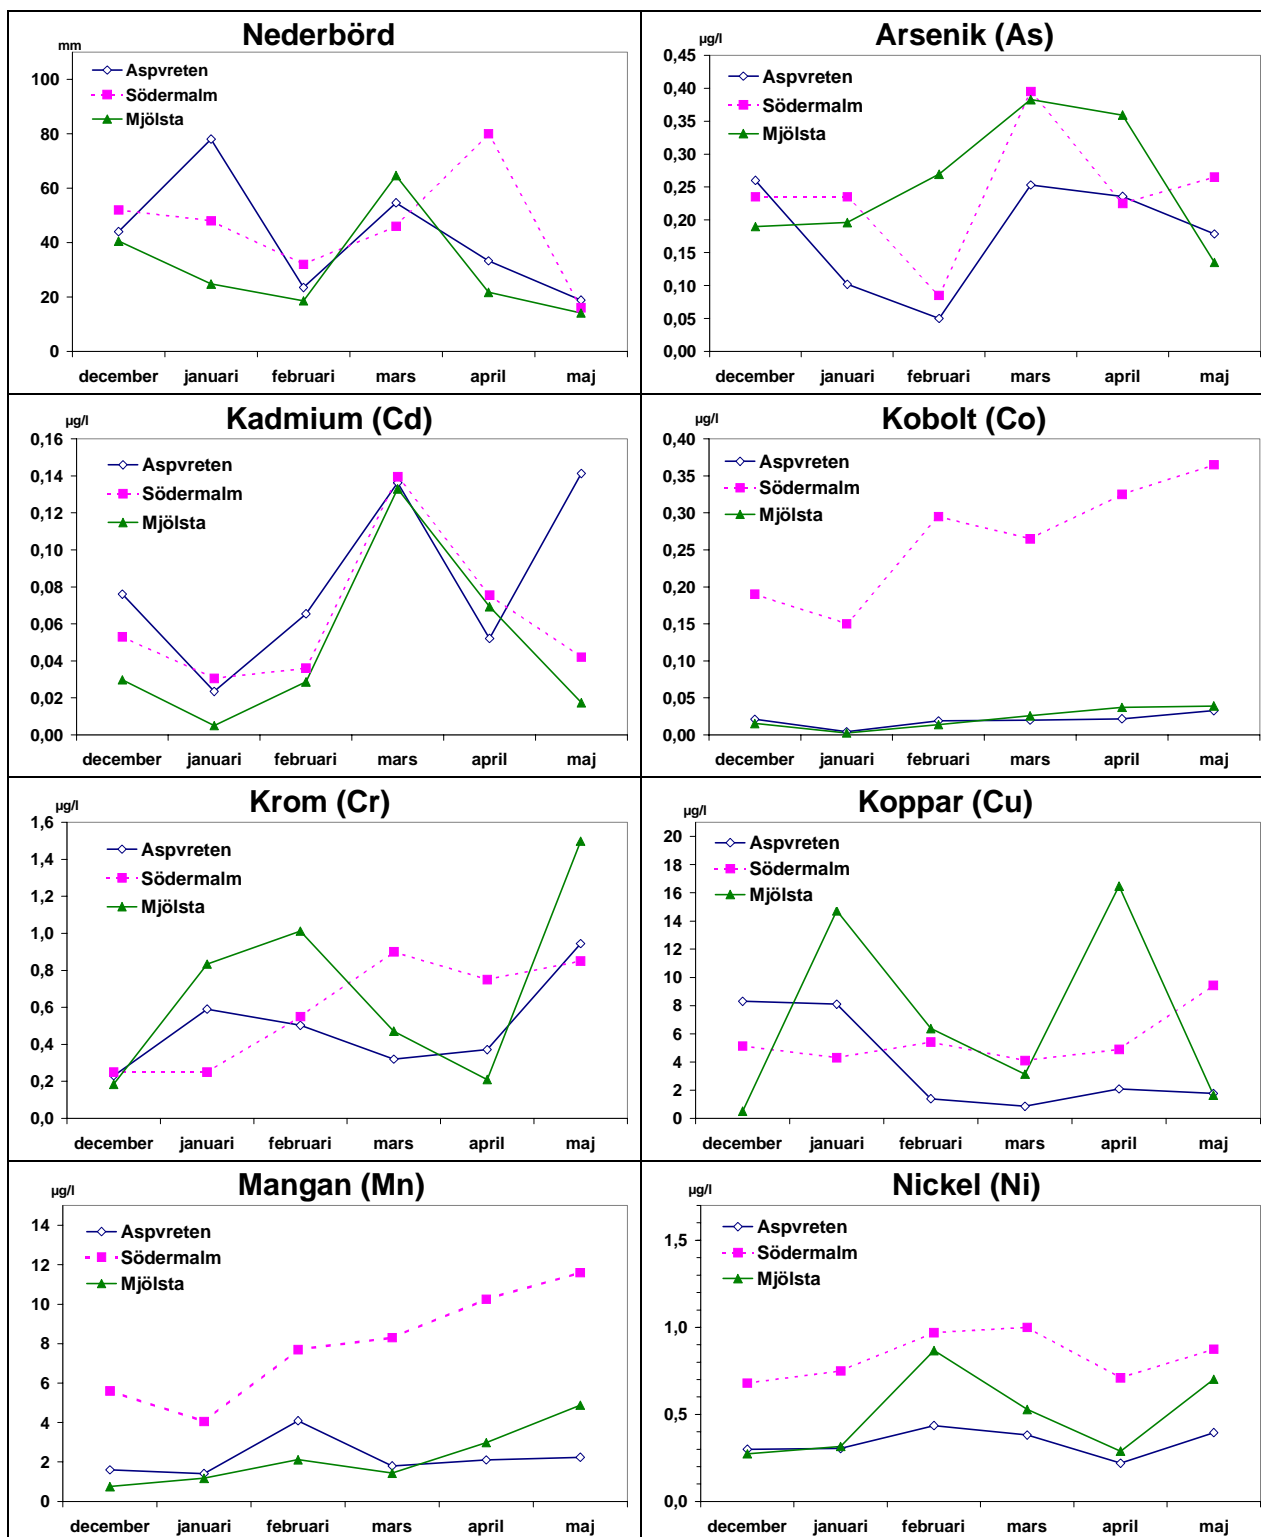 Nederbörd
mm
100
80
60
40
20
0
Aspvreten
Södermalm
Mjölsta
december januari februari mars april maj
Arsenik (As)
µg/l
0,45
0,40
0,35
0,30
0,25
0,20
0,15
0,10
0,05
0,00
Aspvreten
Södermalm
Mjölsta
december januari februari mars april maj
Kadmium (Cd)
µg/l
0,16
0,14
0,12
0,10
0,08
0,06
0,04
0,02
0,00
Aspvreten
Södermalm
Mjölsta
december januari februari mars april maj
Kobolt (Co)
µg/l
0,40
0,35
0,30
0,25
0,20
0,15
0,10
0,05
0,00
Aspvreten
Södermalm
Mjölsta
december januari februari mars april maj
Krom (Cr)
µg/l
1,6
1,4
1,2
1,0
0,8
0,6
0,4
0,2
0,0
Aspvreten
Södermalm
Mjölsta
december januari februari mars april maj
Koppar (Cu)
µg/l
20
18
16
14
12
10
8
6
4
2
0
Aspvreten
Södermalm
Mjölsta
december januari februari mars april maj
Mangan (Mn)
µg/l
14
12
10
8
6
4
2
0
Aspvreten
Södermalm
Mjölsta
december januari februari mars april maj
Nickel (Ni)
µg/l
1,5
1,0
0,5
0,0
Aspvreten
Södermalm
Mjölsta
december januari februari mars april maj